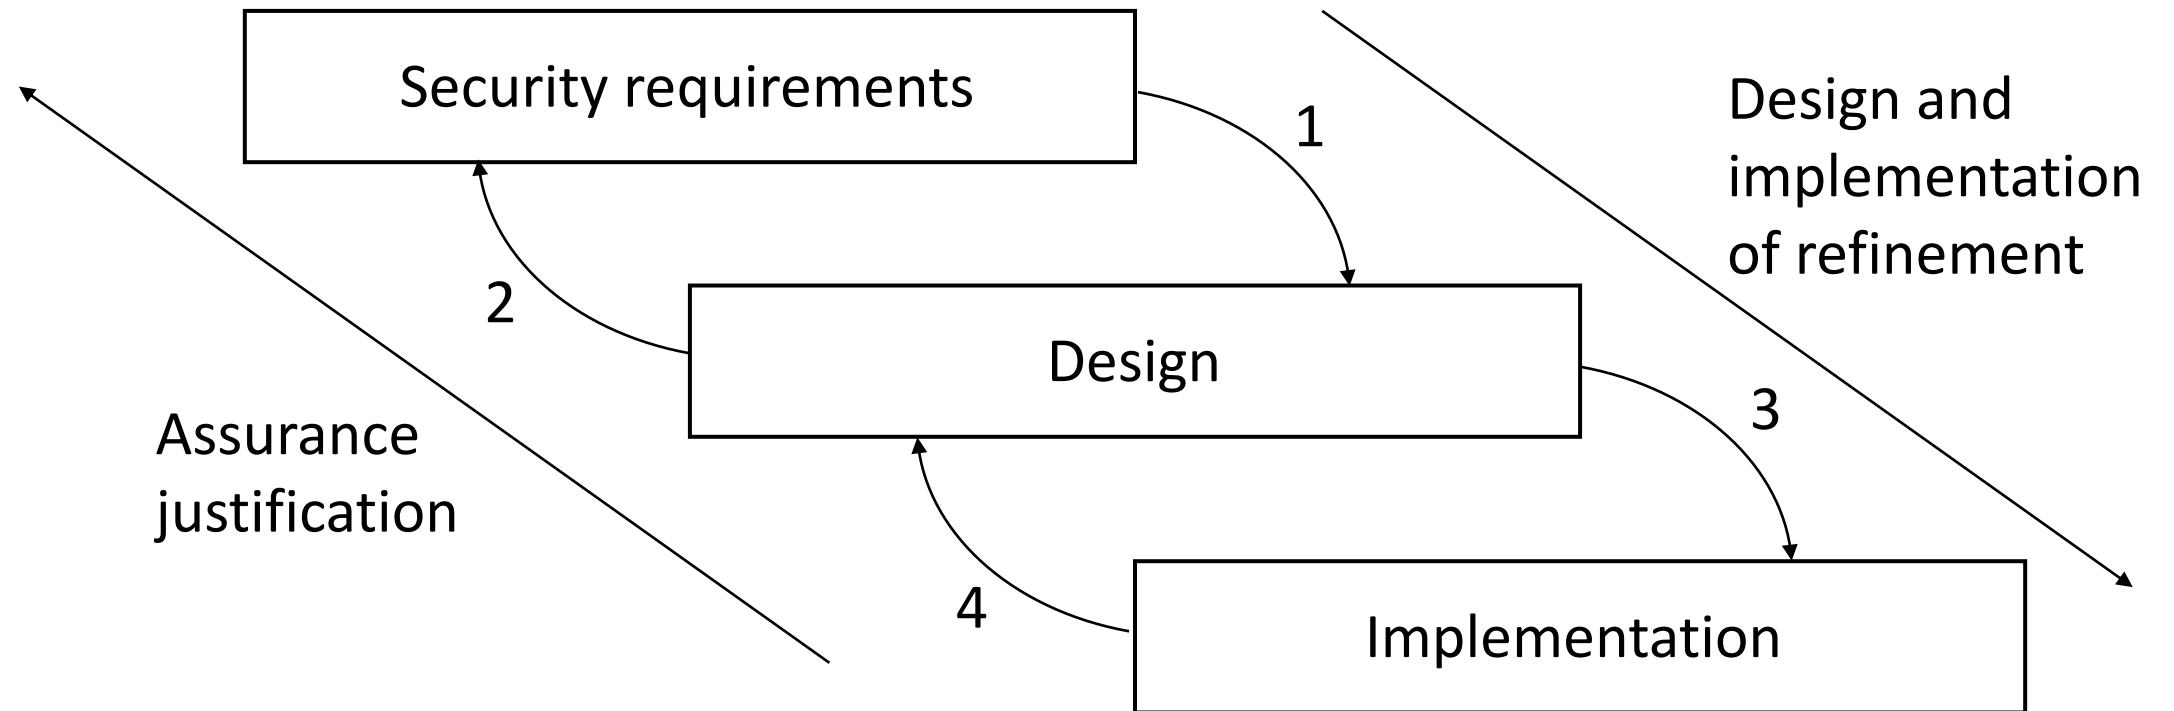 Security requirements
1
Design and
implementation
of refinement
2
Design
3
Assurance
justification
4
Implementation